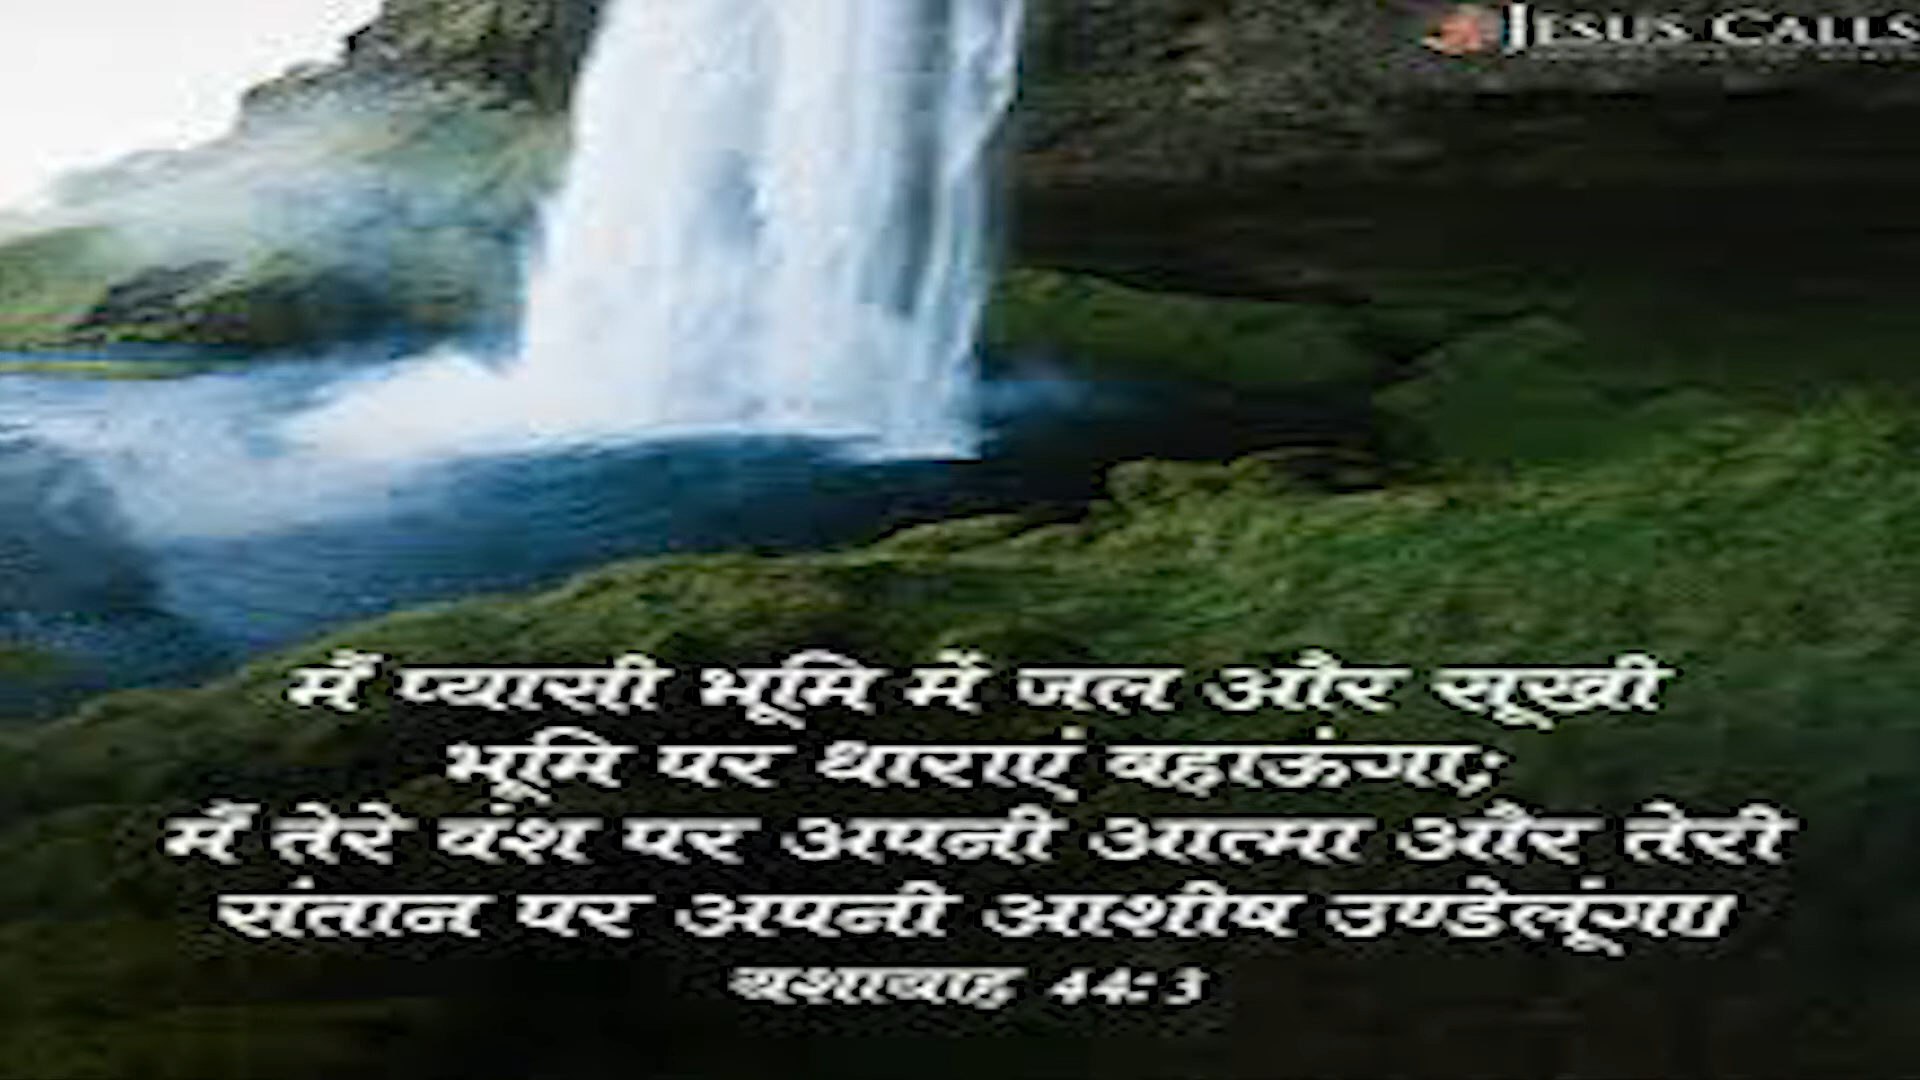 JESUS CALLS
मैं प्यासी भूमि में जल और सूखी
भूमि पर धाराएं बहाऊंगा;
मैं तेरे वंश पर अपनी आत्मा और तेरी
संतान पर अपनी आशीष उण्डेलूंगा।
यशायाह 44:3